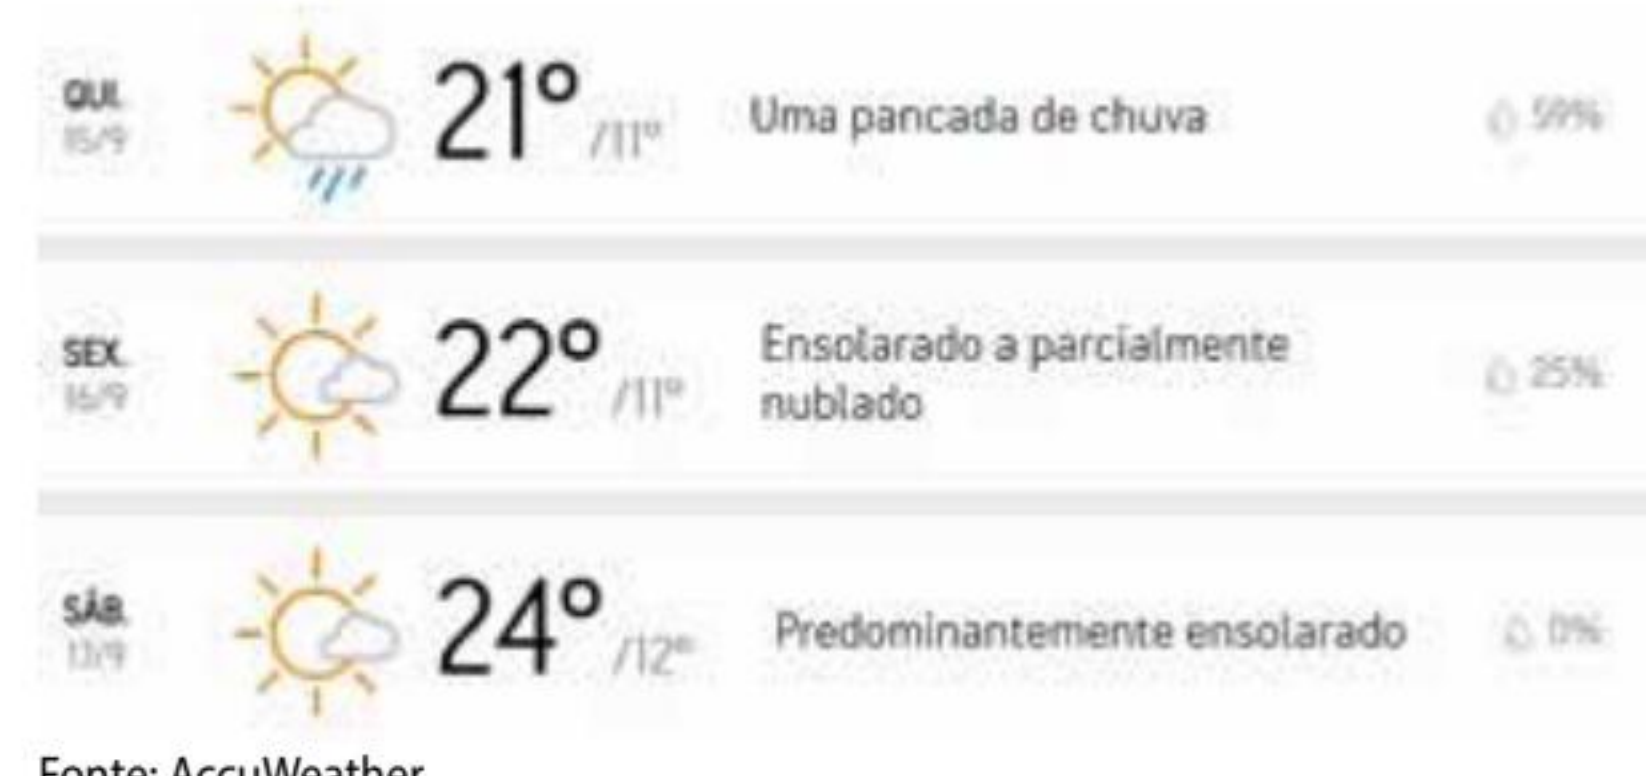 QUI.
15/9
21°
/11°
Uma pancada de chuva
59%
SEX.
16/9
22°
/11°
Ensolarado a parcialmente
nublado
25%
SÁB.
24°
/12°
Predominantemente ensolarado
0%
Fonte: AccuWeather